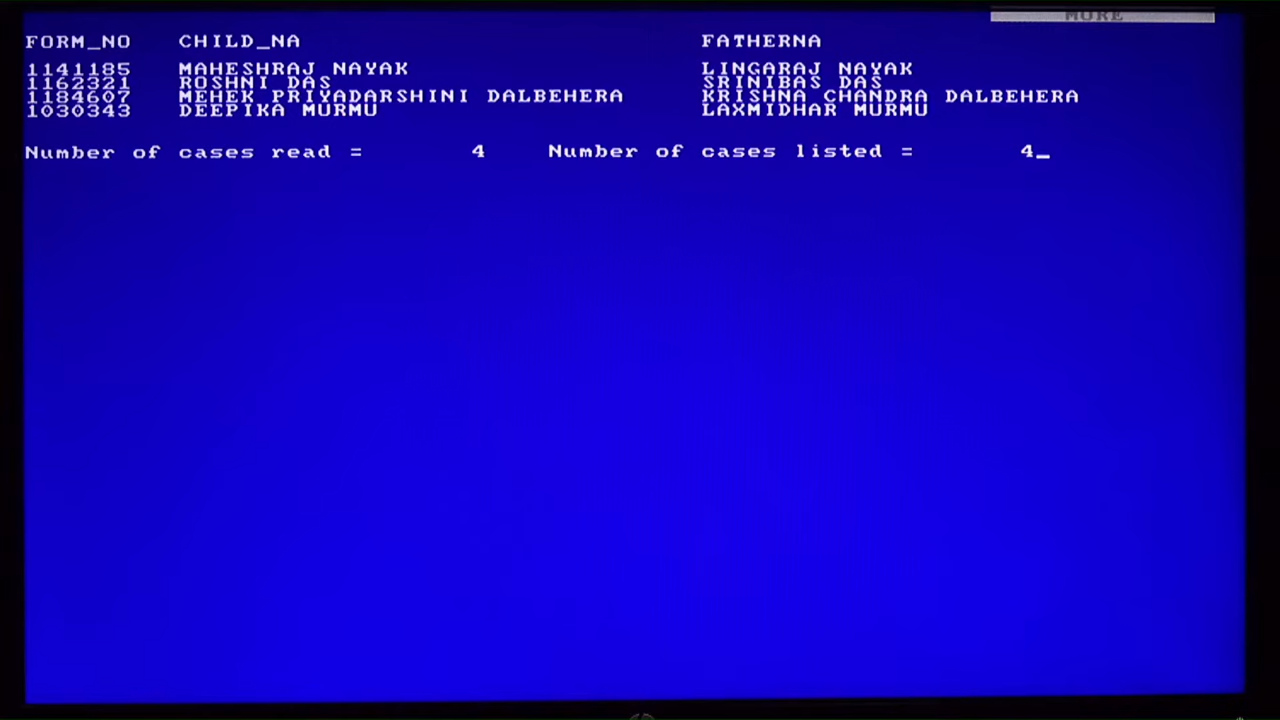 MORE
FORM_NO CHILD_NA FATHERNA
1141185 MAHESHRAJ NAYAK LINGARAJ NAYAK
1162321 ROSHNI DAS SRINIBAS DAS
1184607 MEHEK PRIYADARSHINI DALBEHERA KRISHNA CHANDRA DALBEHERA
1030343 DEEPIKA MURMU LAXMIDHAR MURMU
Number of cases read = 4 Number of cases listed = 4_